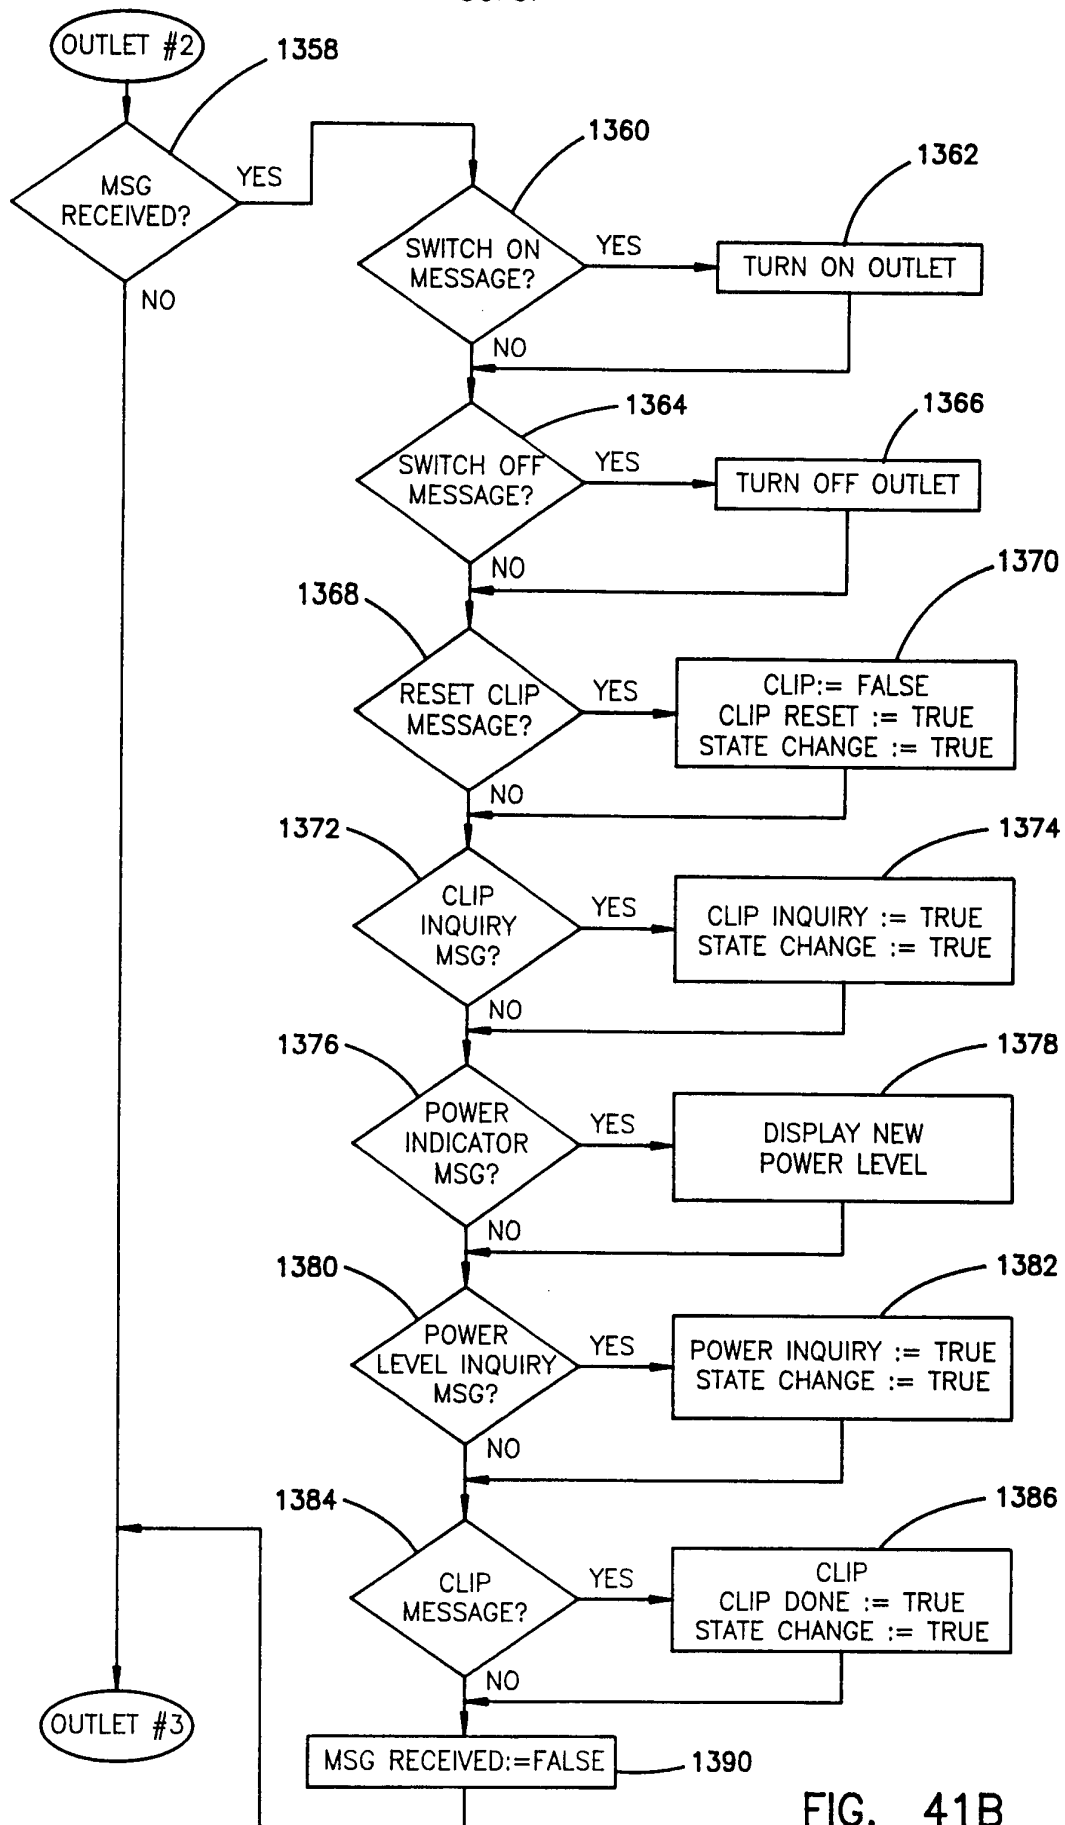 OUTLET #2
1358
MSG
RECEIVED?
YES
NO
1360
SWITCH ON
MESSAGE?
YES
NO
1362
TURN ON OUTLET
1364
SWITCH OFF
MESSAGE?
YES
NO
1366
TURN OFF OUTLET
1368
RESET CLIP
MESSAGE?
YES
NO
1370
CLIP:= FALSE
CLIP RESET := TRUE
STATE CHANGE := TRUE
1372
CLIP
INQUIRY
MSG?
YES
NO
1374
CLIP INQUIRY := TRUE
STATE CHANGE := TRUE
1376
POWER
INDICATOR
MSG?
YES
NO
1378
DISPLAY NEW
POWER LEVEL
1380
POWER
LEVEL INQUIRY
MSG?
YES
NO
1382
POWER INQUIRY := TRUE
STATE CHANGE := TRUE
1384
CLIP
MESSAGE?
YES
NO
1386
CLIP
CLIP DONE := TRUE
STATE CHANGE := TRUE
OUTLET #3
MSG RECEIVED:=FALSE
1390
FIG. 41B